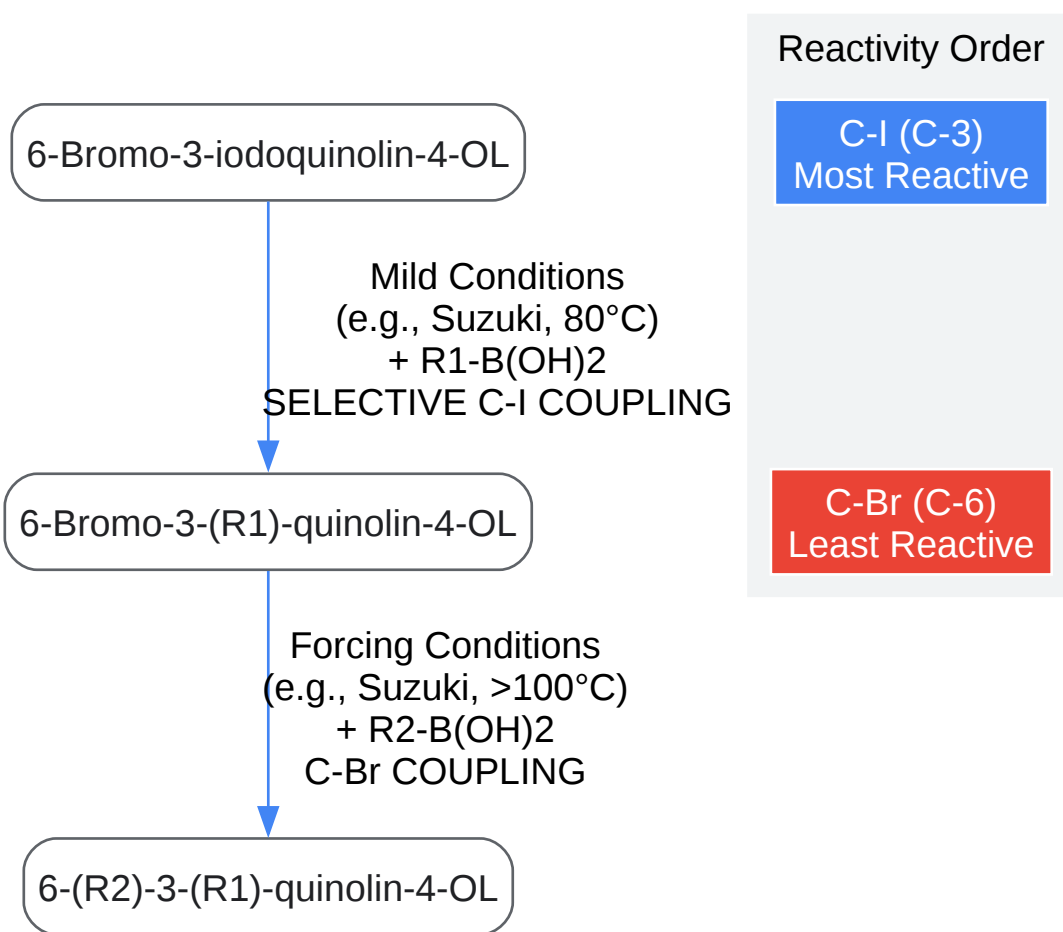 Reactivity Order
6-Bromo-3-iodoquinolin-4-OL
C-I (C-3)
Most Reactive
Mild Conditions
(e.g., Suzuki, 80°C)
+ R1-B(OH)2
SELECTIVE C-I COUPLING
6-Bromo-3-(R1)-quinolin-4-OL
C-Br (C-6)
Least Reactive
Forcing Conditions
(e.g., Suzuki, >100°C)
+ R2-B(OH)2
C-Br COUPLING
6-(R2)-3-(R1)-quinolin-4-OL